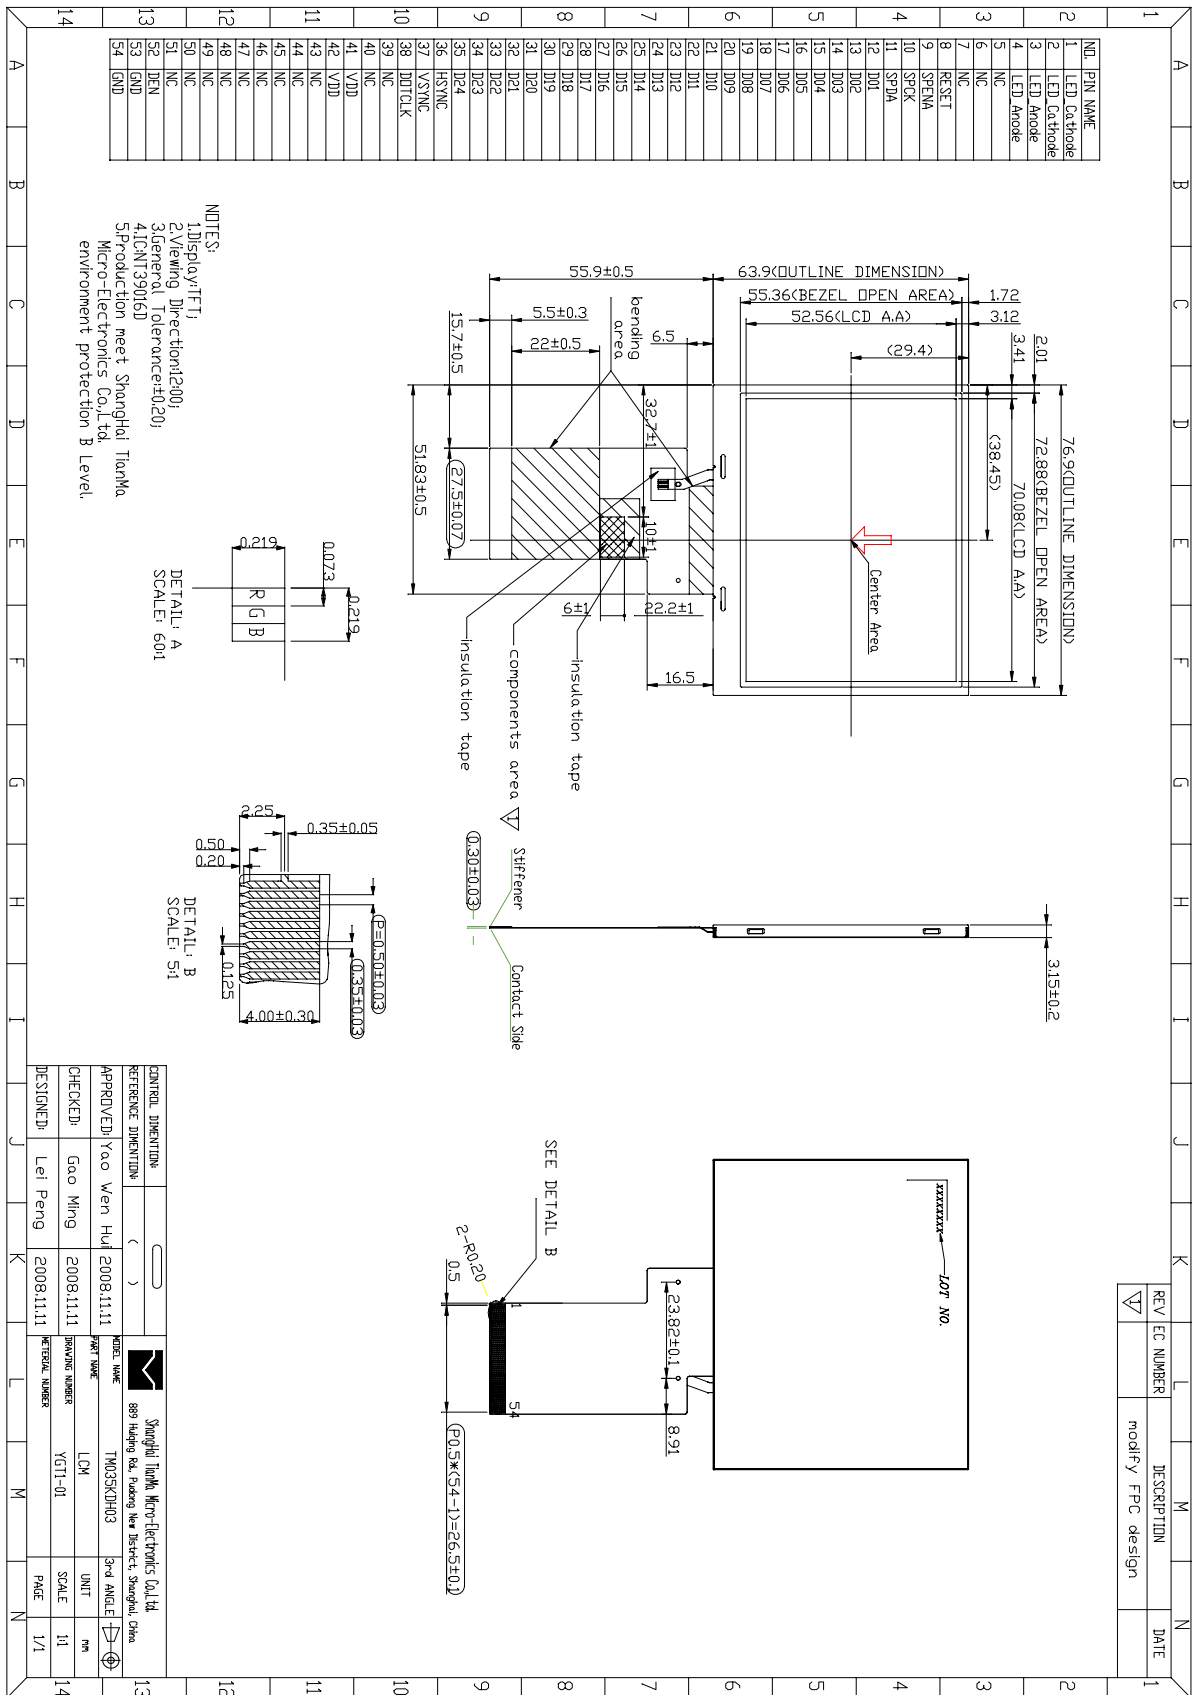 NO. PIN NAME
1 LED_Cathode
2 LED_Cathode
3 LED_Anode
4 LED_Anode
5 NC
6 NC
7 NC
8 RESET
9 SPENA
10 SPCK
11 SPDA
12 D01
13 D02
14 D03
15 D04
16 D05
17 D06
18 D07
19 D08
20 D09
21 D10
22 D11
23 D12
24 D13
25 D14
26 D15
27 D16
28 D17
29 D18
30 D19
31 D20
32 D21
33 D22
34 D23
35 D24
36 HSYNC
37 VSYNC
38 DOTCLK
39 NC
40 NC
41 VDD
42 VDD
43 NC
44 NC
45 NC
46 NC
47 NC
48 NC
49 NC
50 NC
51 NC
52 DEN
53 GND
54 GND
A B C D E F G H I J K L M N
1 2 3 4 5 6 7 8 9 10 11 12 13 14
76.9(OUTLINE DIMENSION)
72.88(BEZEL OPEN AREA)
70.08(LCD A.A)
(38.45)
2.01
3.41
63.9(OUTLINE DIMENSION)
55.36(BEZEL OPEN AREA)
52.56(LCD A.A)
(29.4)
1.72
3.12
Center Area
55.9±0.5
5.5±0.3
22±0.5
6.5
15.7±0.5
bending
area
32.7±1
10±1
51.83±0.5
27.5±0.07
6±1
22.2±1
16.5
insulation tape
components area 1
insulation tape
Stiffener
Contact Side
0.30±0.03
3.15±0.2
XXXXXXXX
LOT NO.
SEE DETAIL B
2-R0.20
0.5
1
54
23.82±0.1
8.91
P0.5*(54-1)=26.5±0.1
NOTES:
1.Display:TFT;
2.Viewing Direction:12:00;
3.General Tolerance:±0.20;
4.IC:NT39016D
5.Production meet ShangHai TianMa
Micro-Electronics Co.,Ltd.
environment protection B Level.
0.219
0.073
0.219
R G B
DETAIL: A
SCALE: 60:1
2.25
0.35±0.05
0.50
0.20
P=0.50±0.03
0.35±0.03
0.125
4.00±0.30
DETAIL: B
SCALE: 5:1
REV EC NUMBER DESCRIPTION DATE
1 modify FPC design
CONTROL DIMENTION:
REFERENCE DIMENTION: ( )
APPROVED: Yao Wen Hui 2008.11.11
CHECKED: Gao Ming 2008.11.11
DESIGNED: Lei Peng 2008.11.11
ShangHai TianMa Micro-Electronics Co.,Ltd.
889 Huiqing Rd., Pudong New District, Shanghai, China
MODEL NAME TM035KDH03 3rd ANGLE
PART NAME LCM UNIT mm
DRAWING NUMBER YGT1-01 SCALE 1:1
METERIAL NUMBER PAGE 1/1